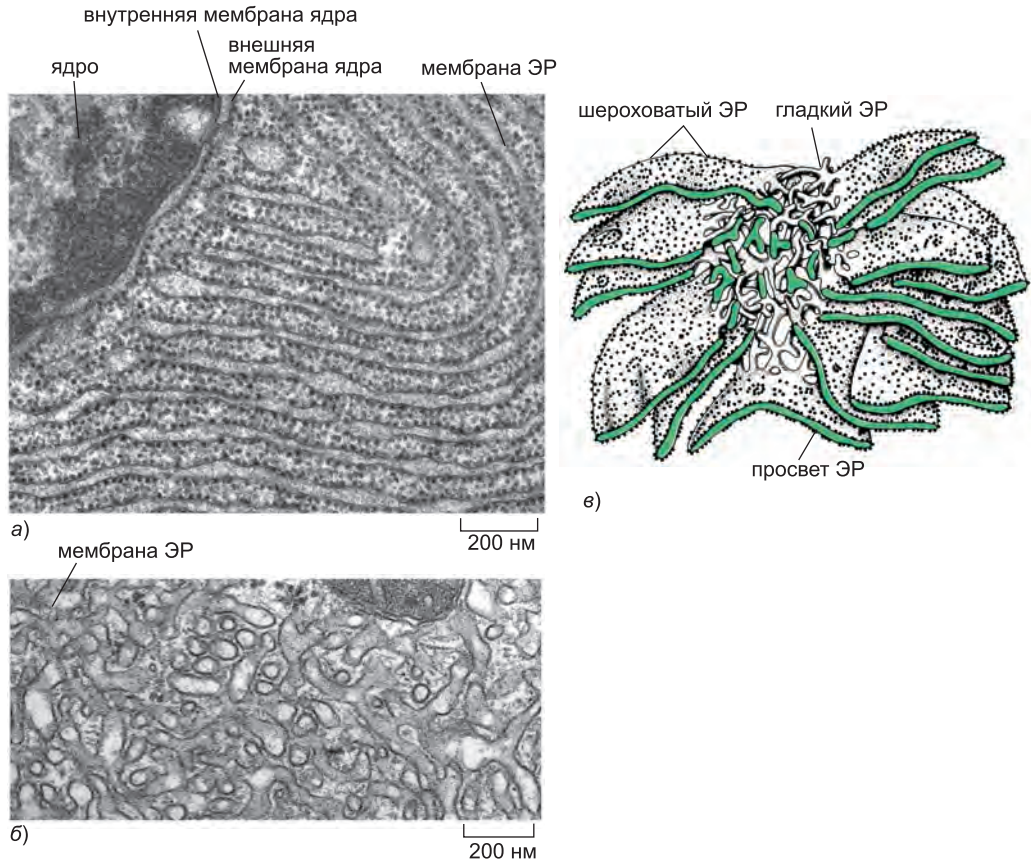 внутренняя мембрана ядра
внешняя
мембрана ядра
ядро
мембрана ЭР
шероховатый ЭР
гладкий ЭР
просвет ЭР
а)
200 нм
в)
мембрана ЭР
б)
200 нм